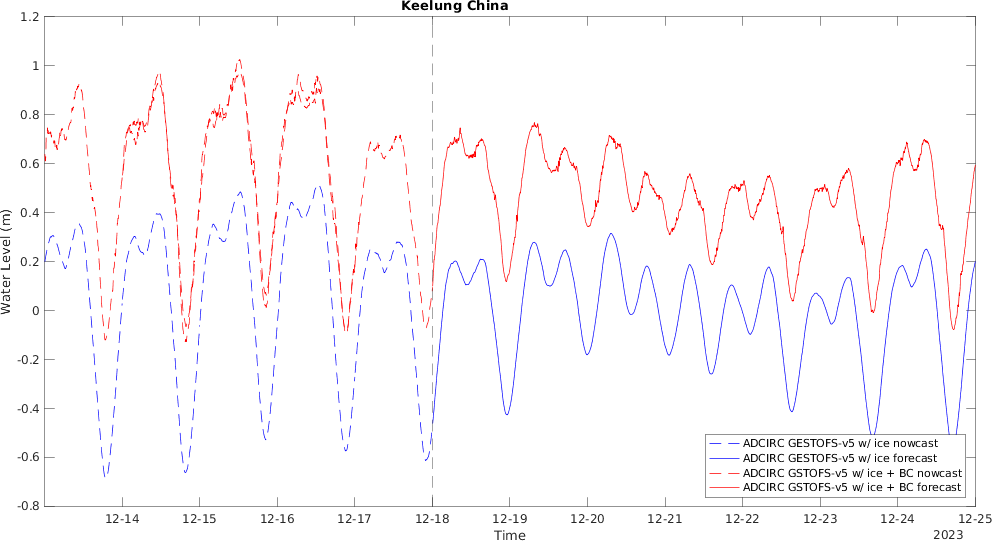 Keelung China
1.2
1
0.8
0.6
0.4
0.2
0
-0.2
-0.4
-0.6
-0.8
Water Level (m)
12-14 12-15 12-16 12-17 12-18 12-19 12-20 12-21 12-22 12-23 12-24 12-25
Time
2023
ADCIRC GESTOFS-v5 w/ ice nowcast
ADCIRC GESTOFS-v5 w/ ice forecast
ADCIRC GSTOFS-v5 w/ ice + BC nowcast
ADCIRC GSTOFS-v5 w/ ice + BC forecast